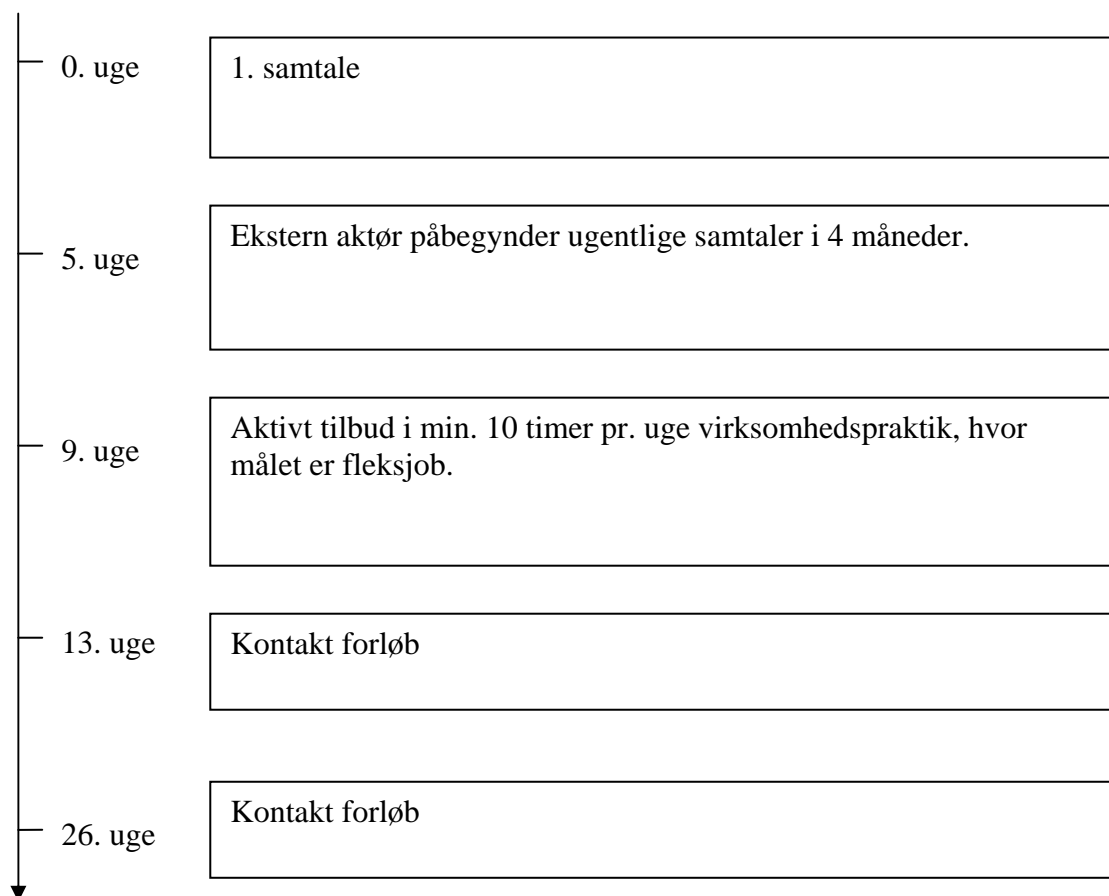 0. uge
1. samtale
5. uge
Ekstern aktør påbegynder ugentlige samtaler i 4 måneder.
9. uge
Aktivt tilbud i min. 10 timer pr. uge virksomhedspraktik, hvor
målet er fleksjob.
13. uge
Kontakt forløb
26. uge
Kontakt forløb